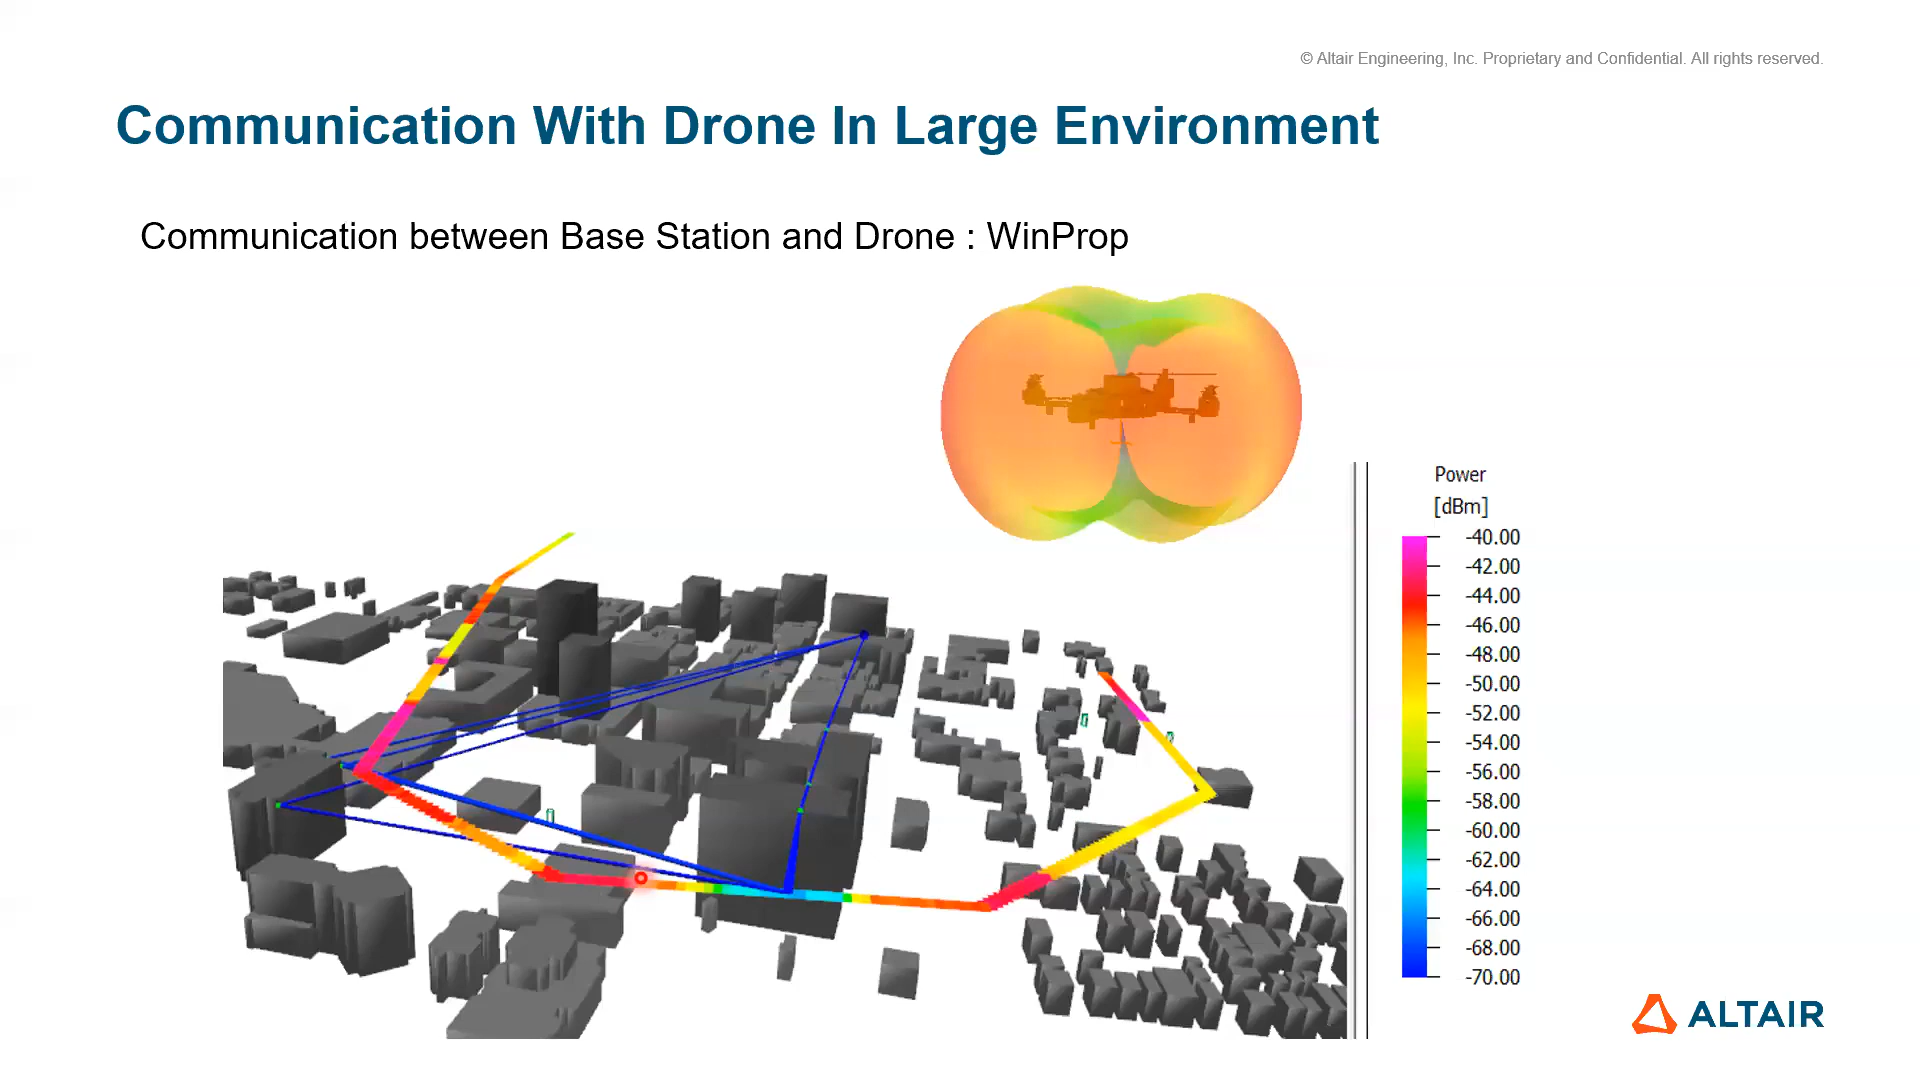 © Altair Engineering, Inc. Proprietary and Confidential. All rights reserved.
Communication With Drone In Large Environment
Communication between Base Station and Drone : WinProp
Power
[dBm]
-40.00
-42.00
-44.00
-46.00
-48.00
-50.00
-52.00
-54.00
-56.00
-58.00
-60.00
-62.00
-64.00
-66.00
-68.00
-70.00
ALTAIR